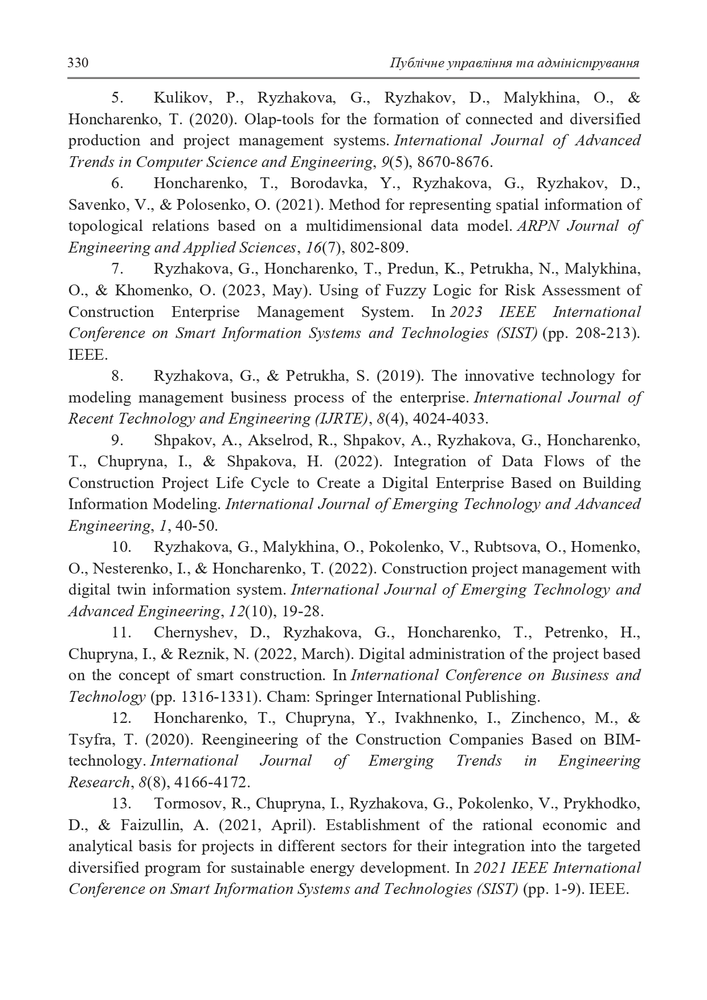 330 Публічне управління та адміністрування
5. Kulikov, P., Ryzhakova, G., Ryzhakov, D., Malykhina, O., &
Honcharenko, T. (2020). Olap-tools for the formation of connected and diversified
production and project management systems. International Journal of Advanced
Trends in Computer Science and Engineering, 9(5), 8670-8676.
6. Honcharenko, T., Borodavka, Y., Ryzhakova, G., Ryzhakov, D.,
Savenko, V., & Polosenko, O. (2021). Method for representing spatial information of
topological relations based on a multidimensional data model. ARPN Journal of
Engineering and Applied Sciences, 16(7), 802-809.
7. Ryzhakova, G., Honcharenko, T., Predun, K., Petrukha, N., Malykhina,
O., & Khomenko, O. (2023, May). Using of Fuzzy Logic for Risk Assessment of
Construction Enterprise Management System. In 2023 IEEE International
Conference on Smart Information Systems and Technologies (SIST) (pp. 208-213).
IEEE.
8. Ryzhakova, G., & Petrukha, S. (2019). The innovative technology for
modeling management business process of the enterprise. International Journal of
Recent Technology and Engineering (IJRTE), 8(4), 4024-4033.
9. Shpakov, A., Akselrod, R., Shpakov, A., Ryzhakova, G., Honcharenko,
T., Chupryna, I., & Shpakova, H. (2022). Integration of Data Flows of the
Construction Project Life Cycle to Create a Digital Enterprise Based on Building
Information Modeling. International Journal of Emerging Technology and Advanced
Engineering, 1, 40-50.
10. Ryzhakova, G., Malykhina, O., Pokolenko, V., Rubtsova, O., Homenko,
O., Nesterenko, I., & Honcharenko, T. (2022). Construction project management with
digital twin information system. International Journal of Emerging Technology and
Advanced Engineering, 12(10), 19-28.
11. Chernyshev, D., Ryzhakova, G., Honcharenko, T., Petrenko, H.,
Chupryna, I., & Reznik, N. (2022, March). Digital administration of the project based
on the concept of smart construction. In International Conference on Business and
Technology (pp. 1316-1331). Cham: Springer International Publishing.
12. Honcharenko, T., Chupryna, Y., Ivakhnenko, I., Zinchenco, M., &
Tsyfra, T. (2020). Reengineering of the Construction Companies Based on BIM-
technology. International Journal of Emerging Trends in Engineering
Research, 8(8), 4166-4172.
13. Tormosov, R., Chupryna, I., Ryzhakova, G., Pokolenko, V., Prykhodko,
D., & Faizullin, A. (2021, April). Establishment of the rational economic and
analytical basis for projects in different sectors for their integration into the targeted
diversified program for sustainable energy development. In 2021 IEEE International
Conference on Smart Information Systems and Technologies (SIST) (pp. 1-9). IEEE.